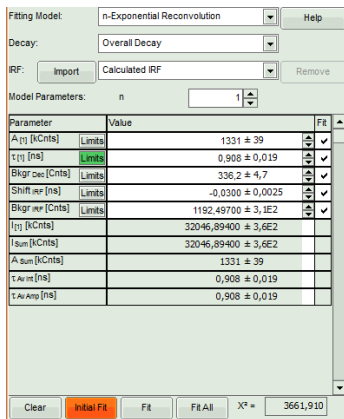 Fitting Model: n-Exponential Reconvolution Help
Decay: Overall Decay
IRF: Import Calculated IRF Remove
Model Parameters: n 1
Parameter Value Fit
A [1] [kCnts] Limits 1331 ± 39
τ [1] [ns] Limits 0,908 ± 0,019
Bkgr Dec [Cnts] Limits 336,2 ± 4,7
Shift IRF [ns] Limits -0,0300 ± 0,0025
Bkgr IRF [Cnts] Limits 1192,49700 ± 3,1E2
I [1] [kCnts] 32046,89400 ± 3,6E2
I Sum [kCnts] 32046,89400 ± 3,6E2
A Sum [kCnts] 1331 ± 39
τ Av Int [ns] 0,908 ± 0,019
τ Av Amp [ns] 0,908 ± 0,019
Clear Initial Fit Fit Fit All X² = 3661,910